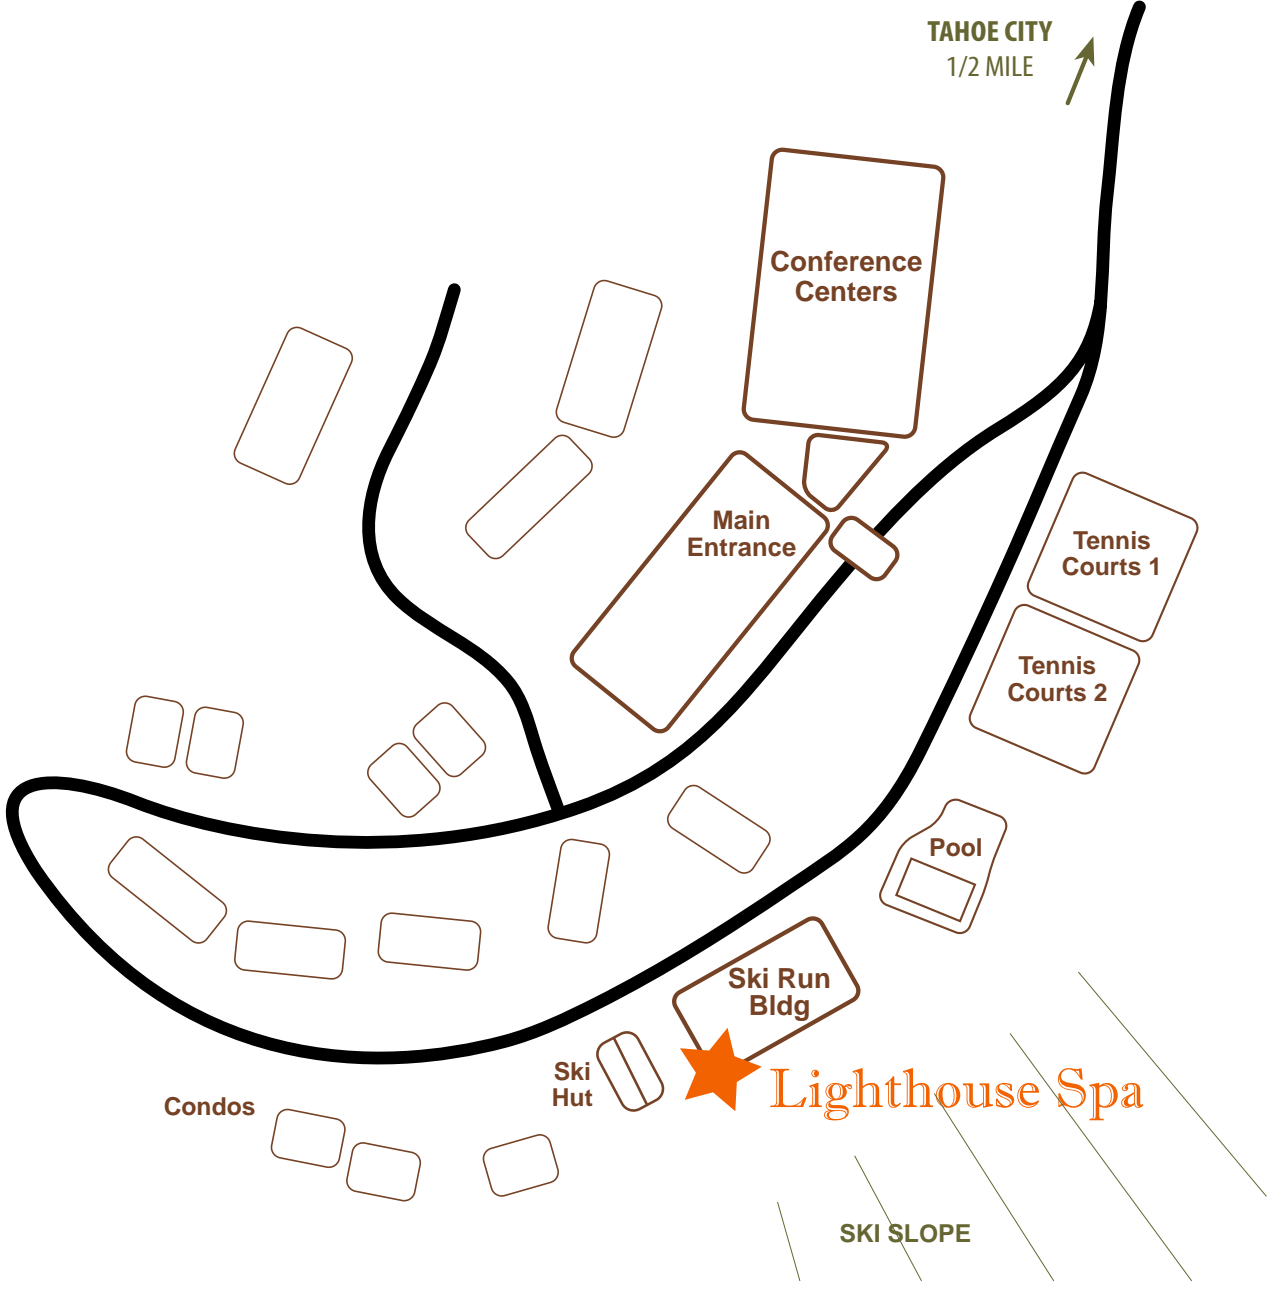 TAHOE CITY
1/2 MILE
Conference
Centers
Main
Entrance
Tennis
Courts 1
Tennis
Courts 2
Pool
Ski Run
Bldg
Ski
Hut
Lighthouse Spa
Condos
SKI SLOPE